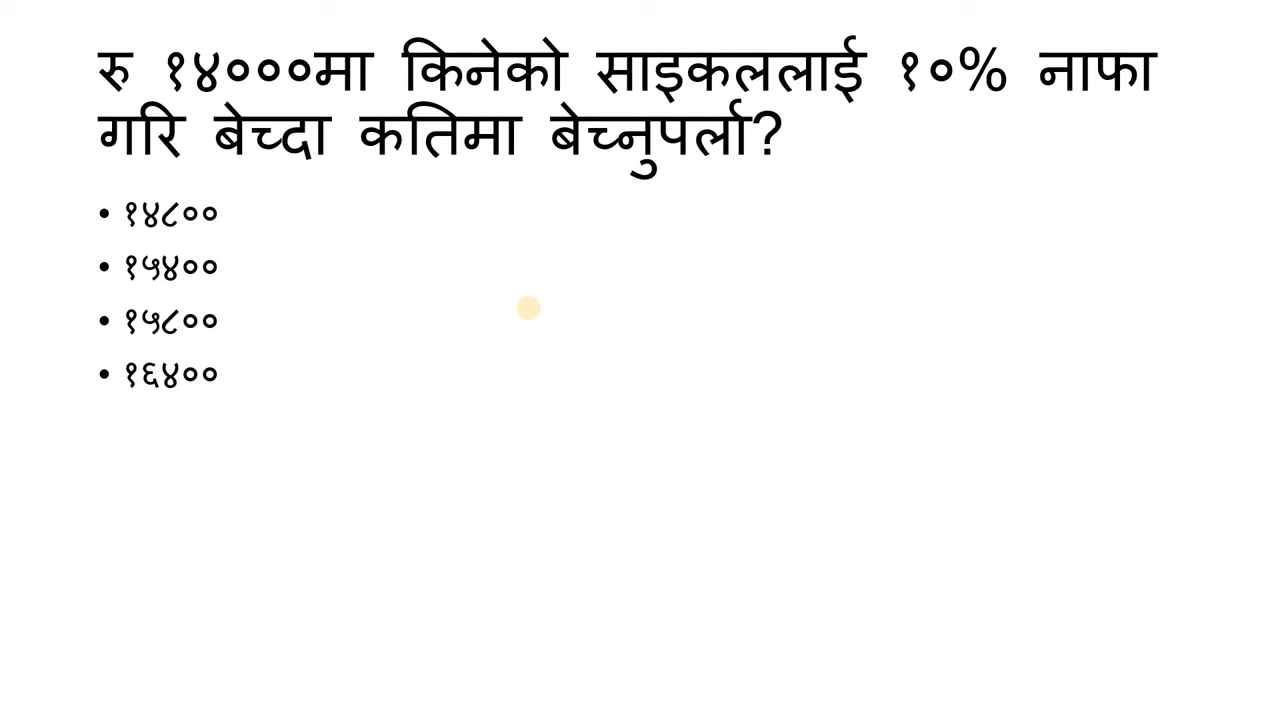 रु १४०००मा किनेको साइकललाई १०% नाफा
गरि बेच्दा कतिमा बेच्नुपर्ला?
• १४८००
• १५४००
• १५८००
• १६४००